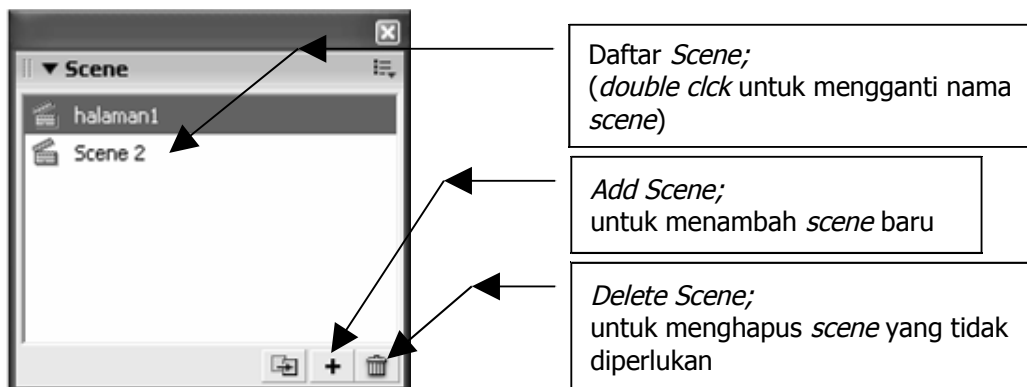 Scene
halaman1
Scene 2
Daftar Scene;
(double clck untuk mengganti nama
scene)
Add Scene;
untuk menambah scene baru
Delete Scene;
untuk menghapus scene yang tidak
diperlukan